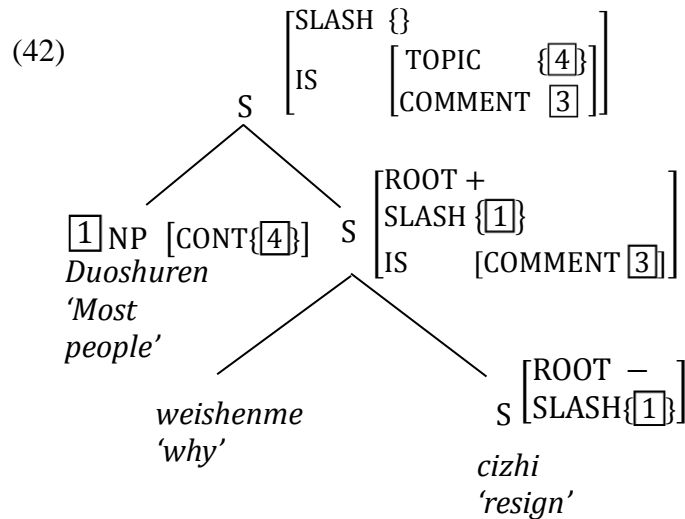 (42)
S [SLASH {}
IS [TOPIC {[4]}
COMMENT [3]]]
[1] NP [CONT{[4]}]
Duoshuren
‘Most
people’
S [ROOT +
SLASH {[1]}
IS [COMMENT [3]]]
weishenme
‘why’
S [ROOT −
SLASH{[1]}]
cizhi
‘resign’